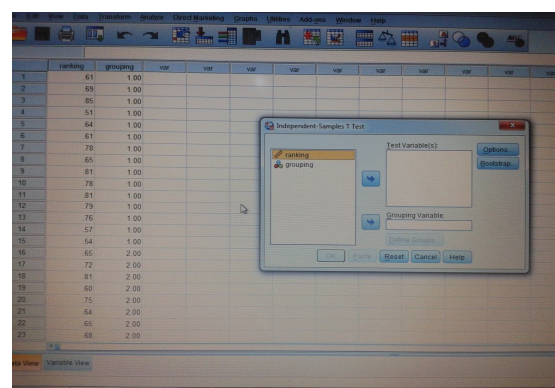 Edit View Data Transform Analyze Direct Marketing Graphs Utilities Add-ons Window Help
ranking grouping var var var var var var var var var
1 61 1.00
2 69 1.00
3 85 1.00
4 51 1.00
5 64 1.00
6 61 1.00
7 78 1.00
8 65 1.00
9 81 1.00
10 78 1.00
11 81 1.00
12 79 1.00
13 76 1.00
14 57 1.00
15 54 1.00
16 65 2.00
17 72 2.00
18 81 2.00
19 60 2.00
20 75 2.00
21 64 2.00
22 65 2.00
23 68 2.00
Independent-Samples T Test
ranking
grouping
Test Variable(s):
Options...
Bootstrap...
Grouping Variable:
Define Groups...
OK Paste Reset Cancel Help
Data View Variable View